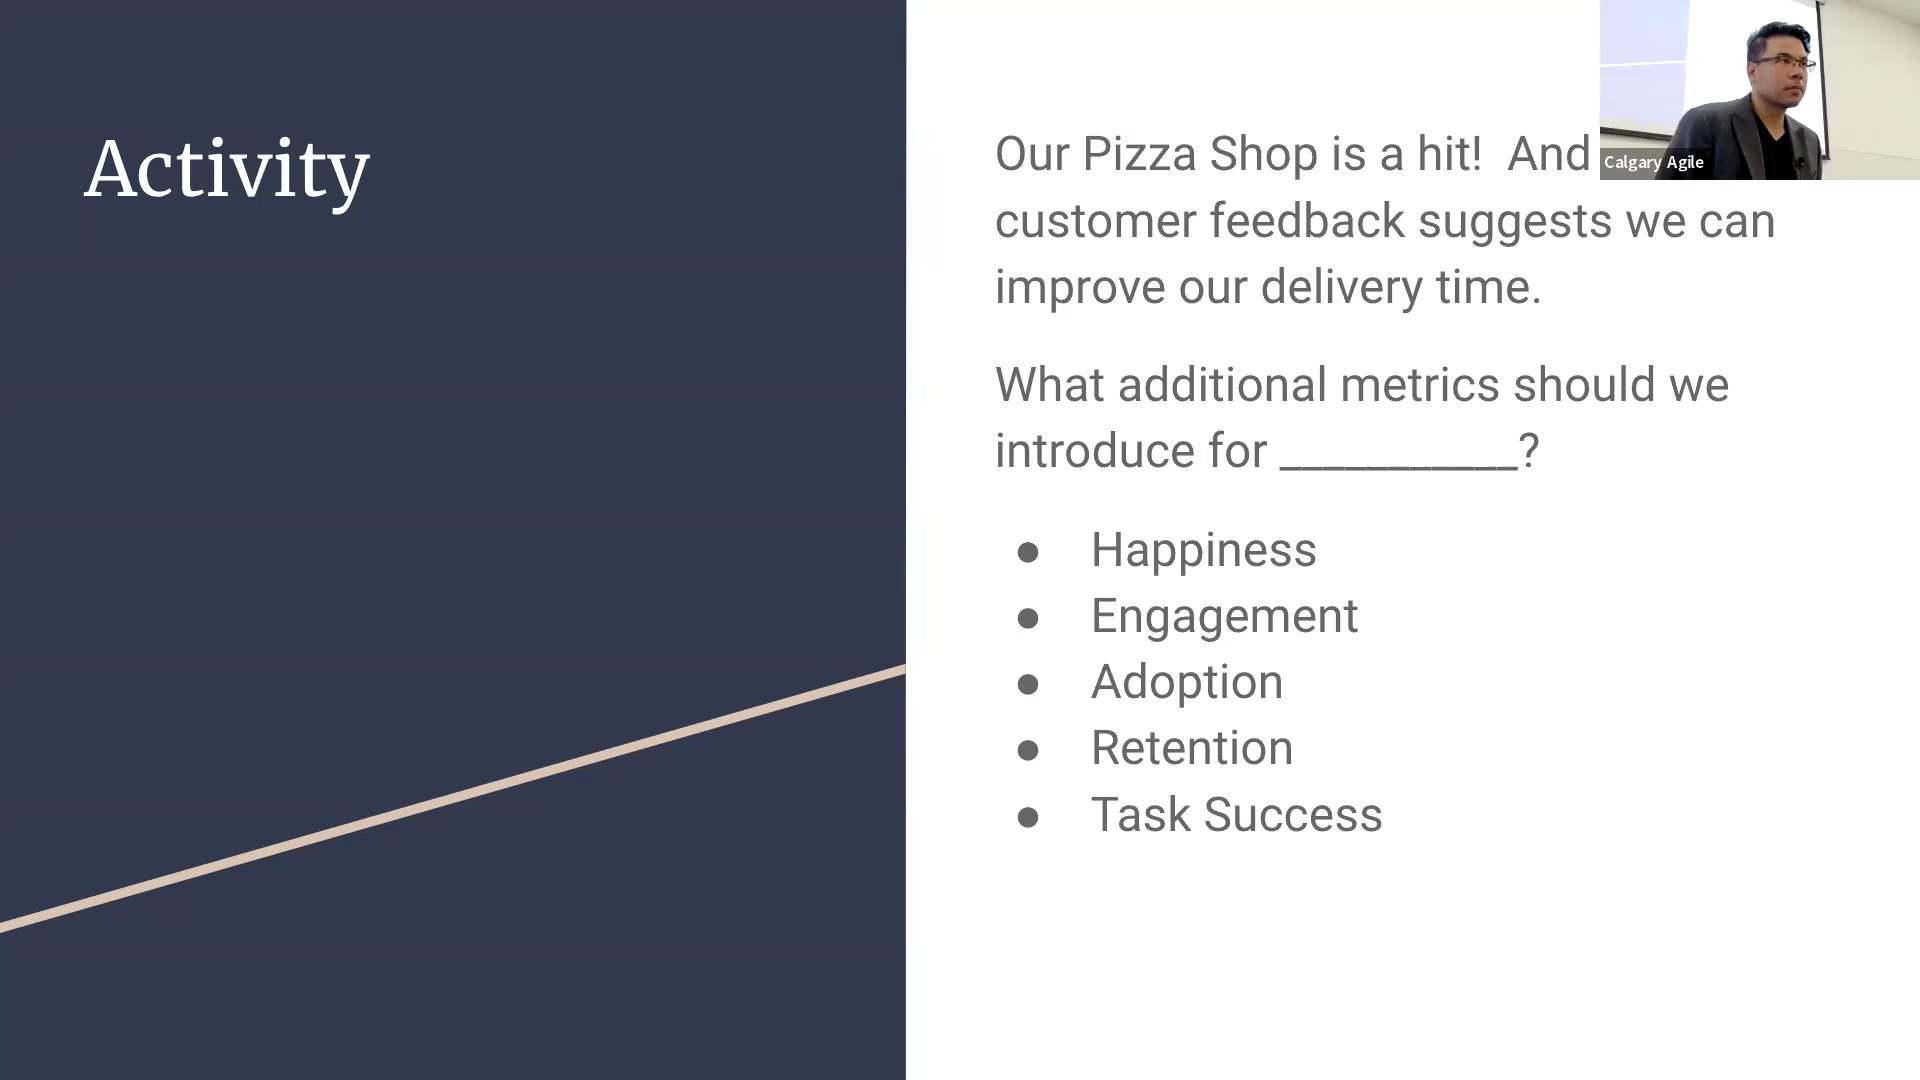 Activity
Our Pizza Shop is a hit!  And
customer feedback suggests we can
improve our delivery time.
What additional metrics should we
introduce for ___________?
● Happiness
● Engagement
● Adoption
● Retention
● Task Success
Calgary Agile